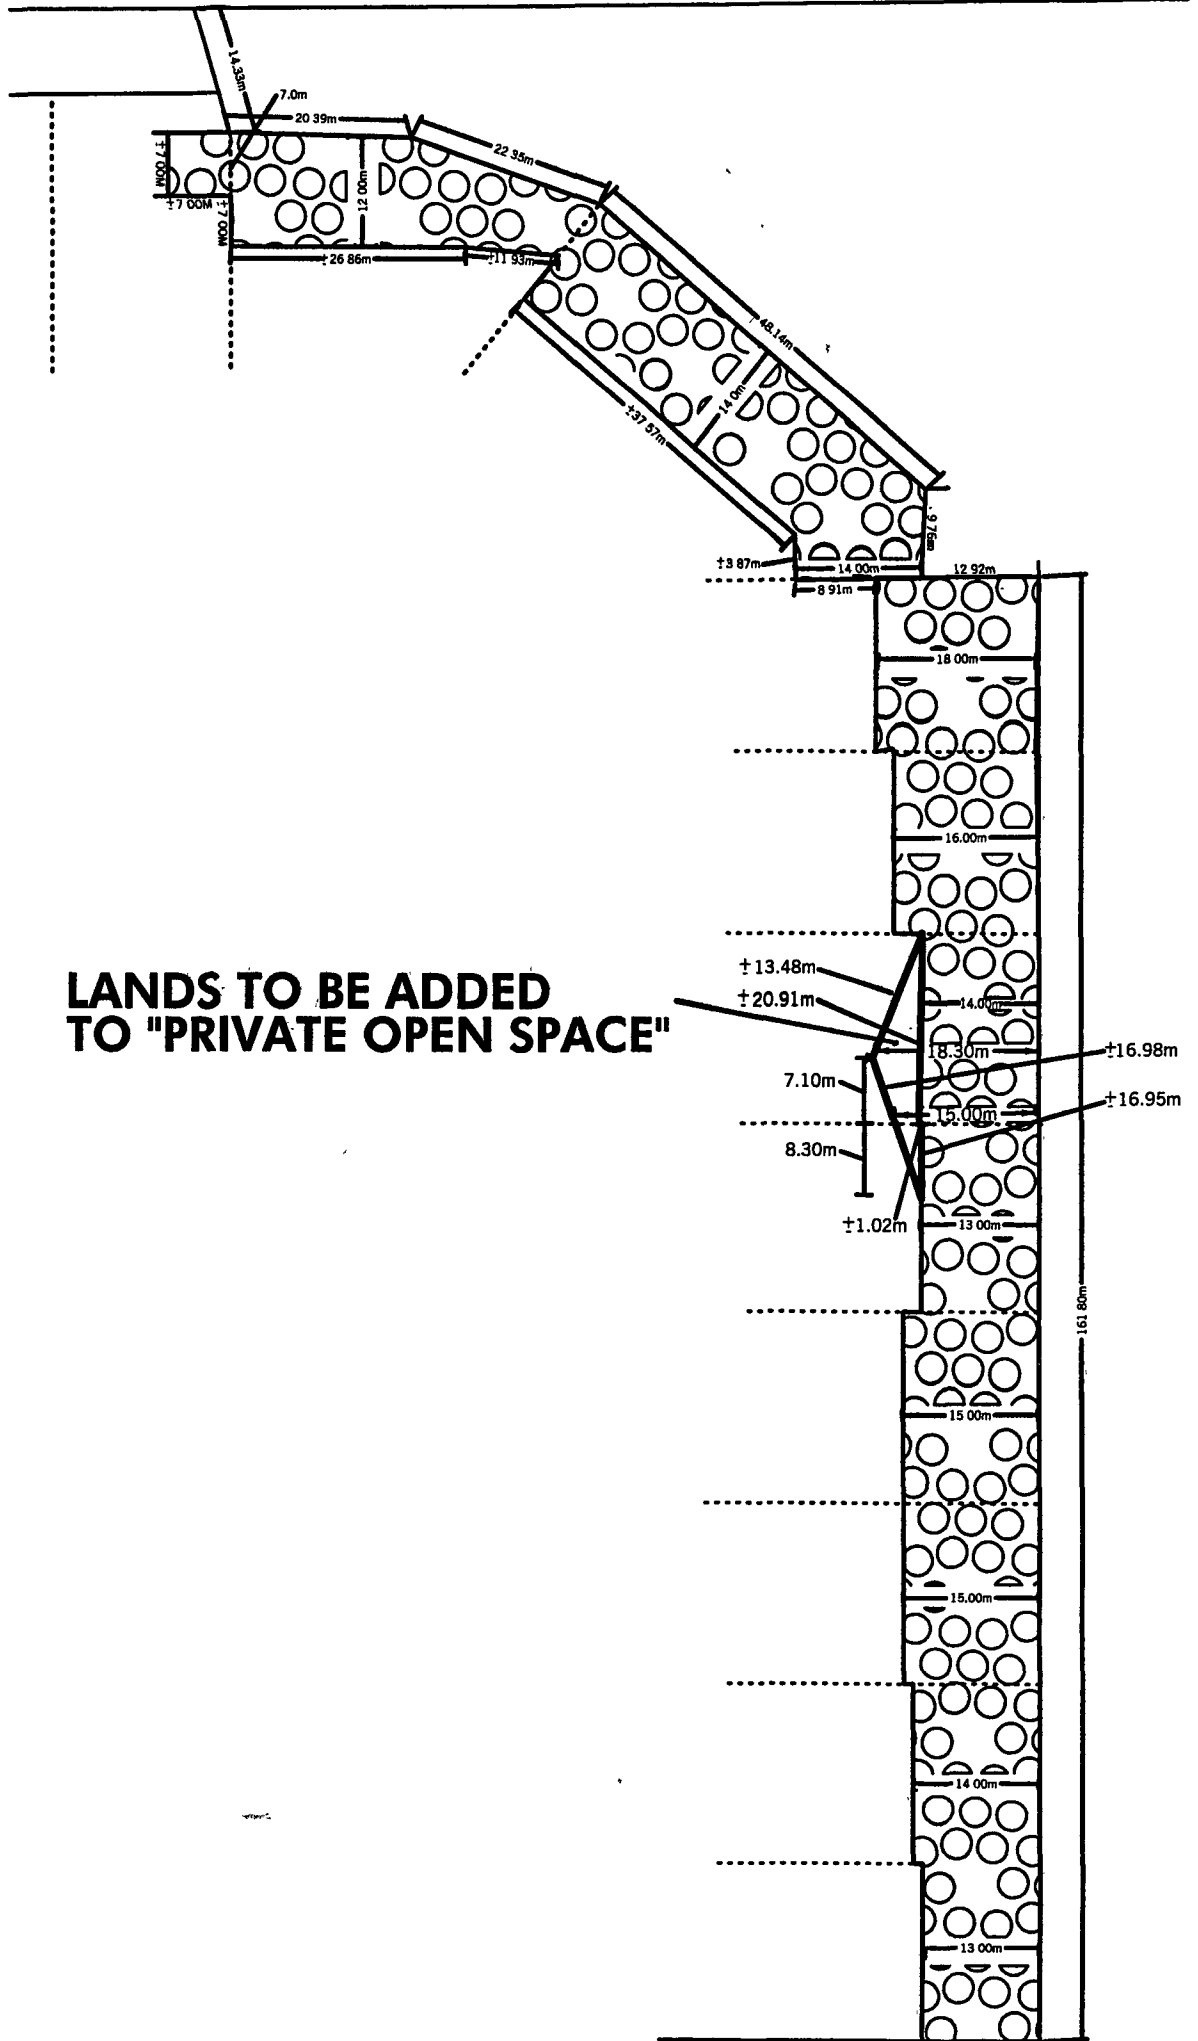 14.33m
7.0m
20 39m
22 35m
±7 00M
12 00m
±7 00M
±7 00M
±26 86m
±11 93m
48.14m
14 0m
±37 57m
9 76m
±3 87m
14 00m
12 92m
8 91m
18 00m
16.00m
LANDS TO BE ADDED
TO "PRIVATE OPEN SPACE"
±13.48m
±20.91m
14.00m
18.30m
±16.98m
7.10m
±16.95m
15.00m
8.30m
±1.02m
13 00m
161 80m
15 00m
15.00m
14 00m
13 00m